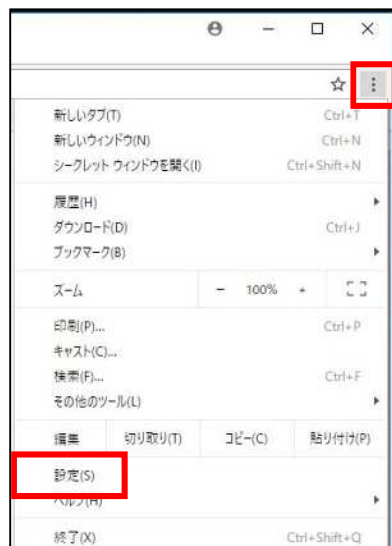 新しいタブ(T) Ctrl+T
新しいウィンドウ(N) Ctrl+N
シークレット ウィンドウを開く(I) Ctrl+Shift+N
履歴(H)
ダウンロード(D) Ctrl+J
ブックマーク(B)
ズーム - 100% +
印刷(P)... Ctrl+P
キャスト(C)...
検索(F)... Ctrl+F
その他のツール(L)
編集 切り取り(T) コピー(C) 貼り付け(P)
設定(S)
ヘルプ(H)
終了(X) Ctrl+Shift+Q